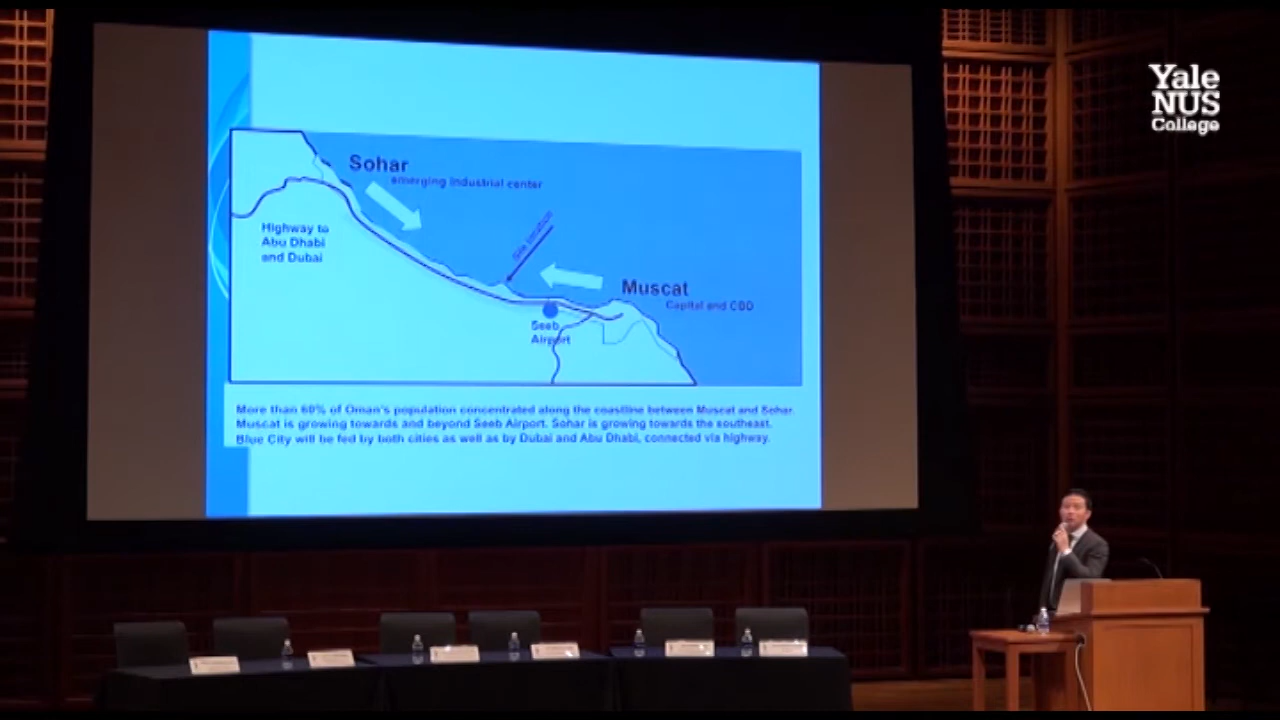 Yale
NUS
College
Sohar
emerging industrial center
Highway to
Abu Dhabi
and Dubai
Site location
Muscat
Capital and CBD
Seeb
Airport
More than 60% of Oman's population concentrated along the coastline between Muscat and Sohar.
Muscat is growing towards and beyond Seeb Airport. Sohar is growing towards the southeast.
Blue City will be fed by both cities as well as by Dubai and Abu Dhabi, connected via highway.